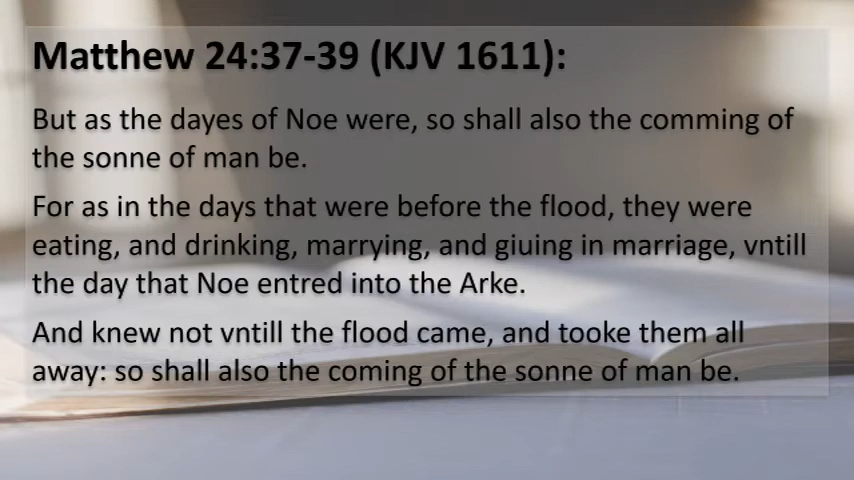 Matthew 24:37-39 (KJV 1611):
But as the dayes of Noe were, so shall also the comming of
the sonne of man be.
For as in the days that were before the flood, they were
eating, and drinking, marrying, and giuing in marriage, vntill
the day that Noe entred into the Arke.
And knew not vntill the flood came, and tooke them all
away: so shall also the coming of the sonne of man be.